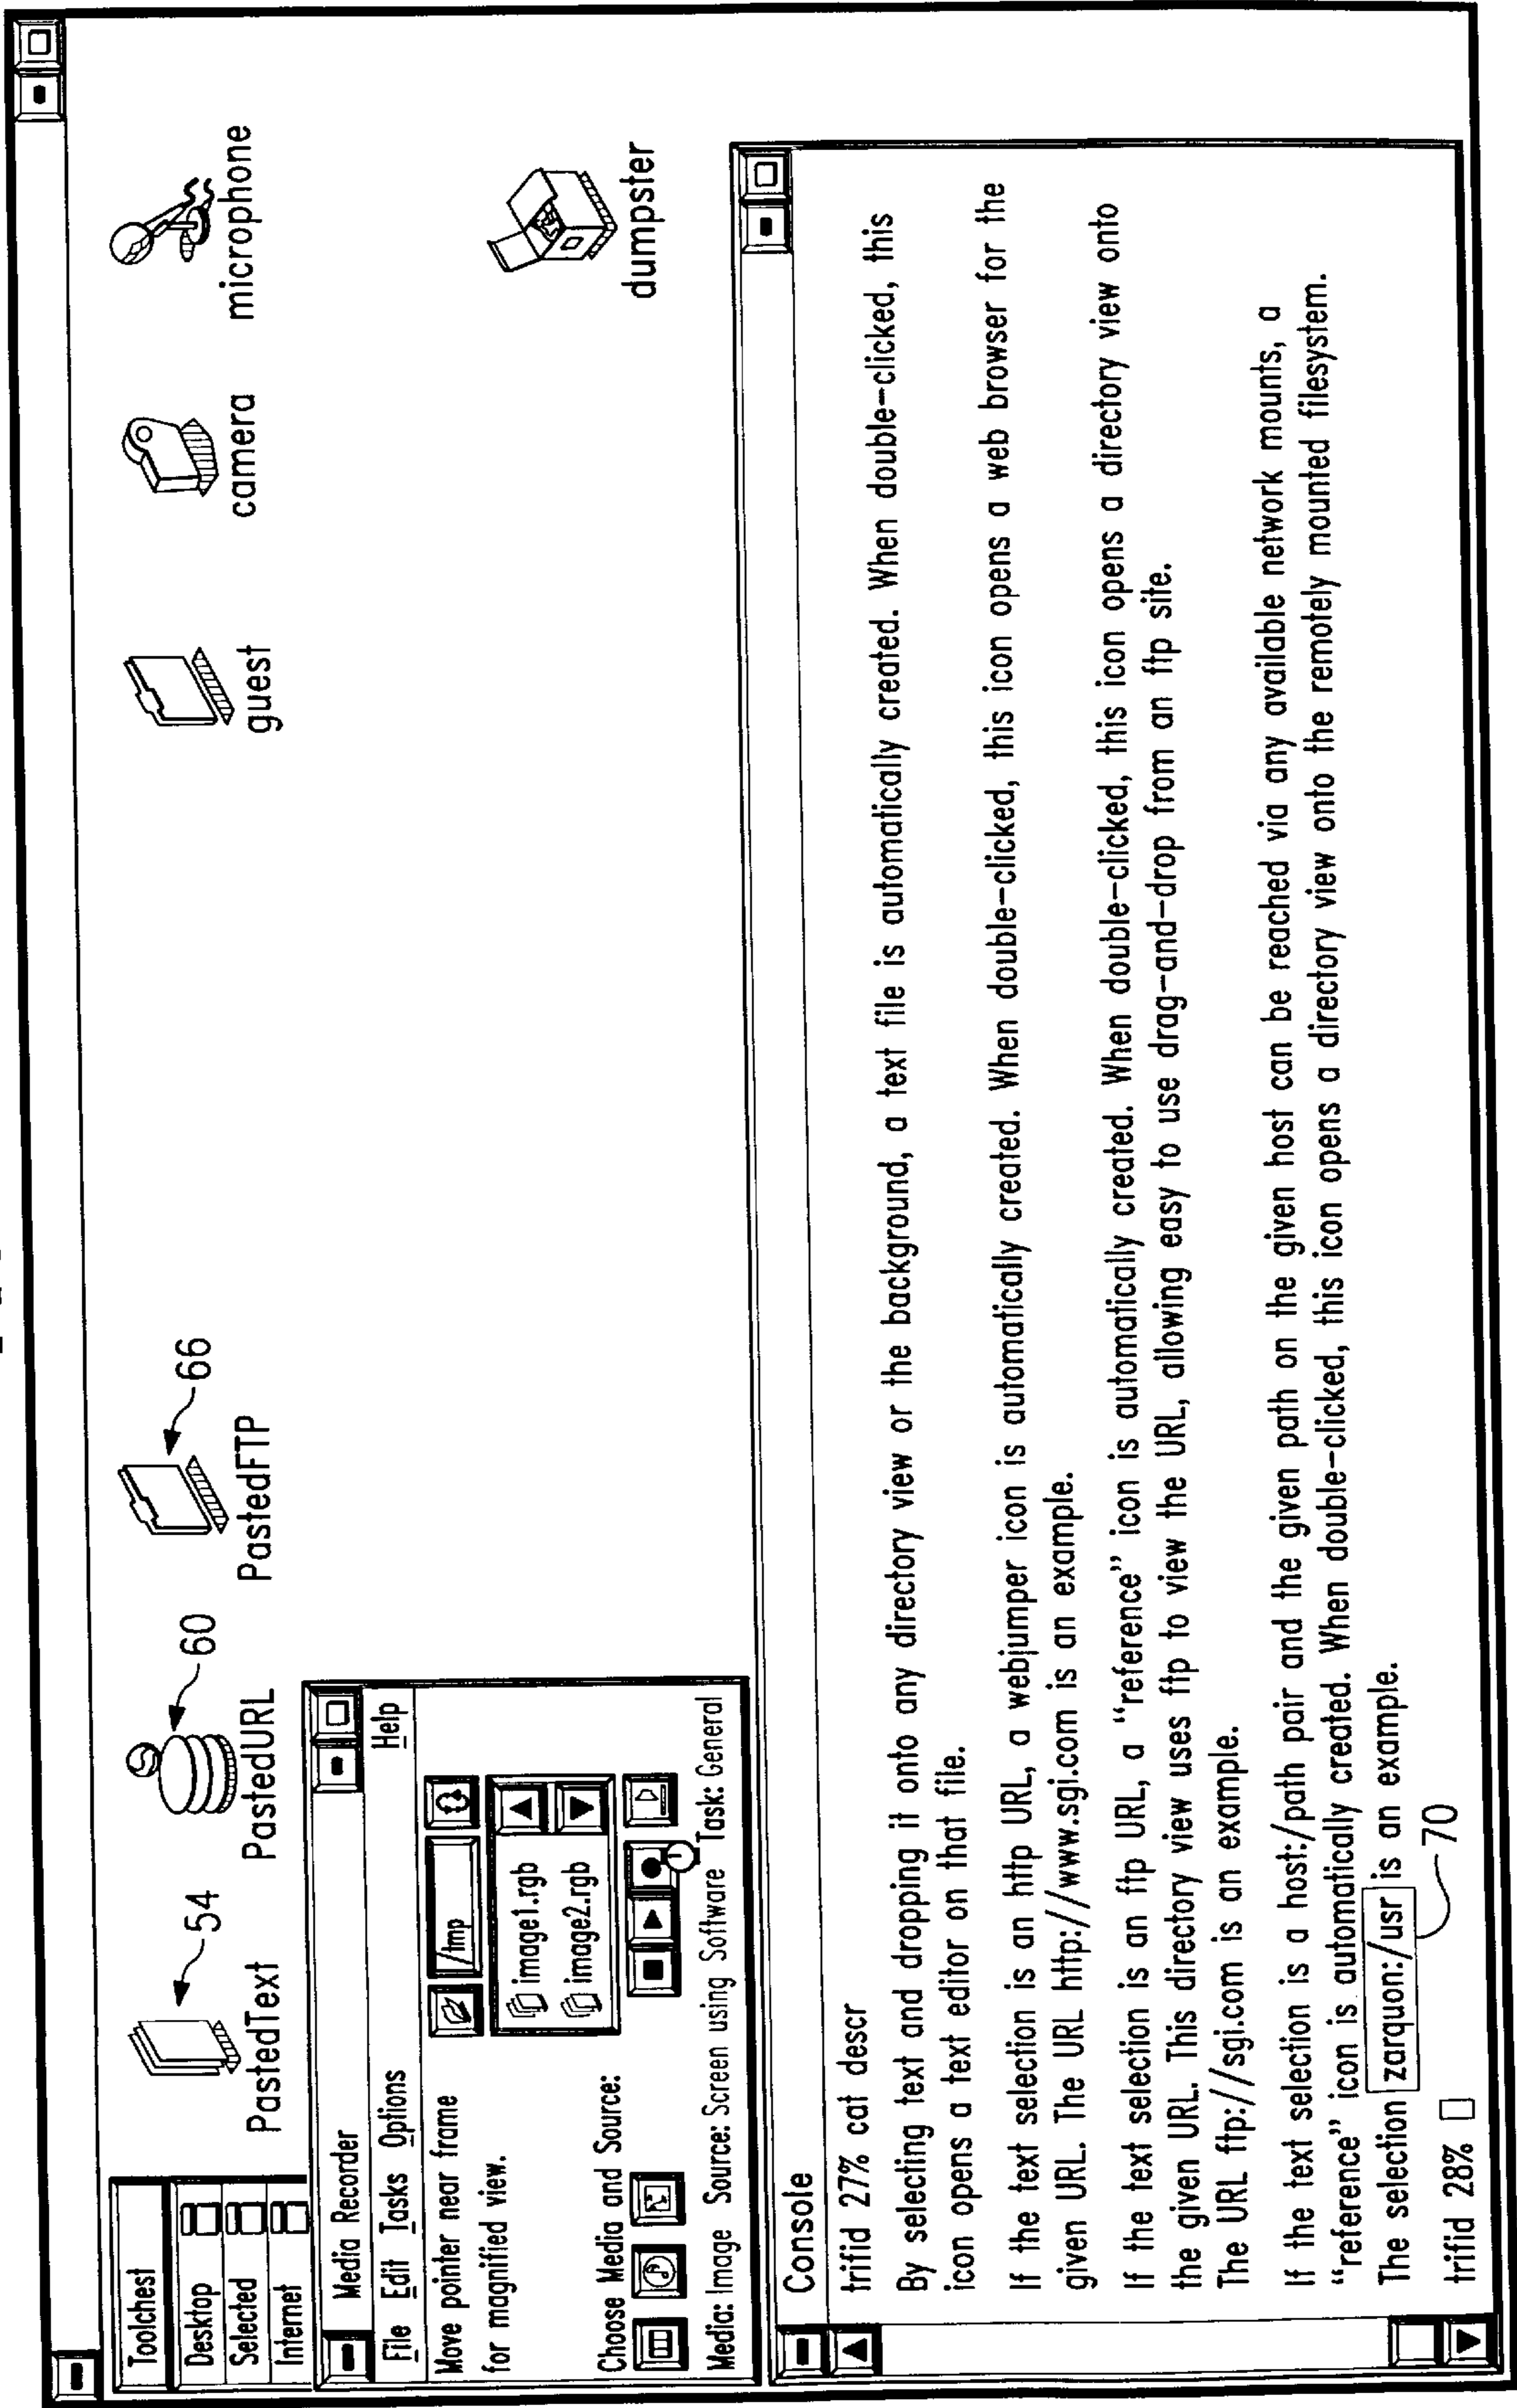 Toolchest
Desktop
Selected
Internet
54
PastedText
60
PastedURL
66
PastedFTP
guest
camera
microphone
dumpster
Media Recorder
File Edit Tasks Options Help
Move pointer near frame
for magnified view.
/tmp
image1.rgb
image2.rgb
Choose Media and Source:
Media: Image Source: Screen using Software Task: General
Console
trifid 27% cat descr
By selecting text and dropping it onto any directory view or the background, a text file is automatically created. When double-clicked, this
icon opens a text editor on that file.
If the text selection is an http URL, a webjumper icon is automatically created. When double-clicked, this icon opens a web browser for the
given URL. The URL http://www.sgi.com is an example.
If the text selection is an ftp URL, a “reference” icon is automatically created. When double-clicked, this icon opens a directory view onto
the given URL. This directory view uses ftp to view the URL, allowing easy to use drag-and-drop from an ftp site.
The URL ftp://sgi.com is an example.
If the text selection is a host:/path pair and the given path on the given host can be reached via any available network mounts, a
“reference” icon is automatically created. When double-clicked, this icon opens a directory view onto the remotely mounted filesystem.
The selection zarquon:/usr is an example.
70
trifid 28%